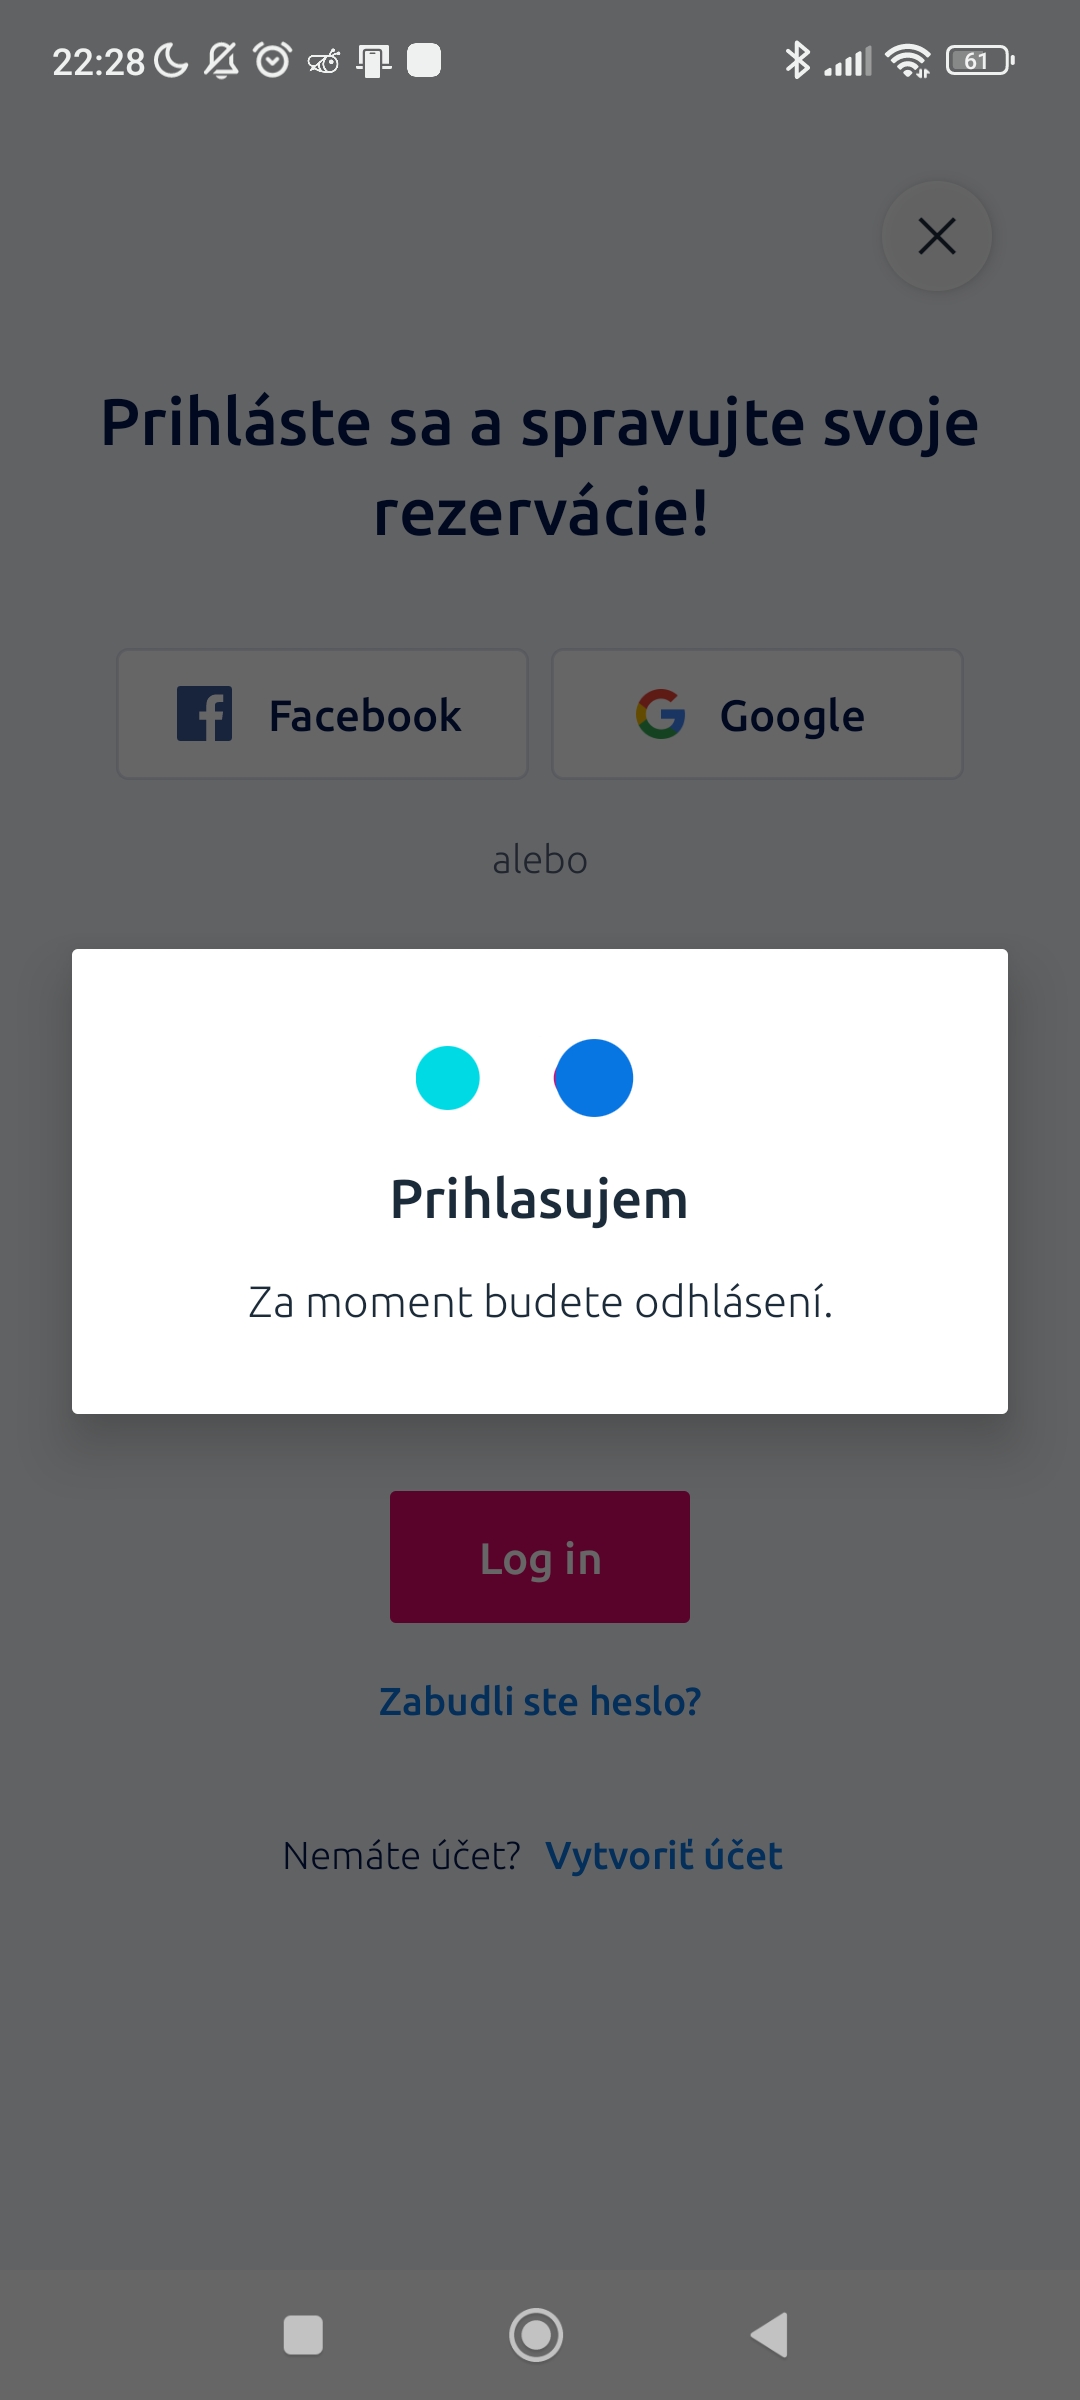 22:28
61
Prihláste sa a spravujte svoje
rezervácie!
Facebook
Google
alebo
Prihlasujem
Za moment budete odhlásení.
Log in
Zabudli ste heslo?
Nemáte účet? Vytvoriť účet